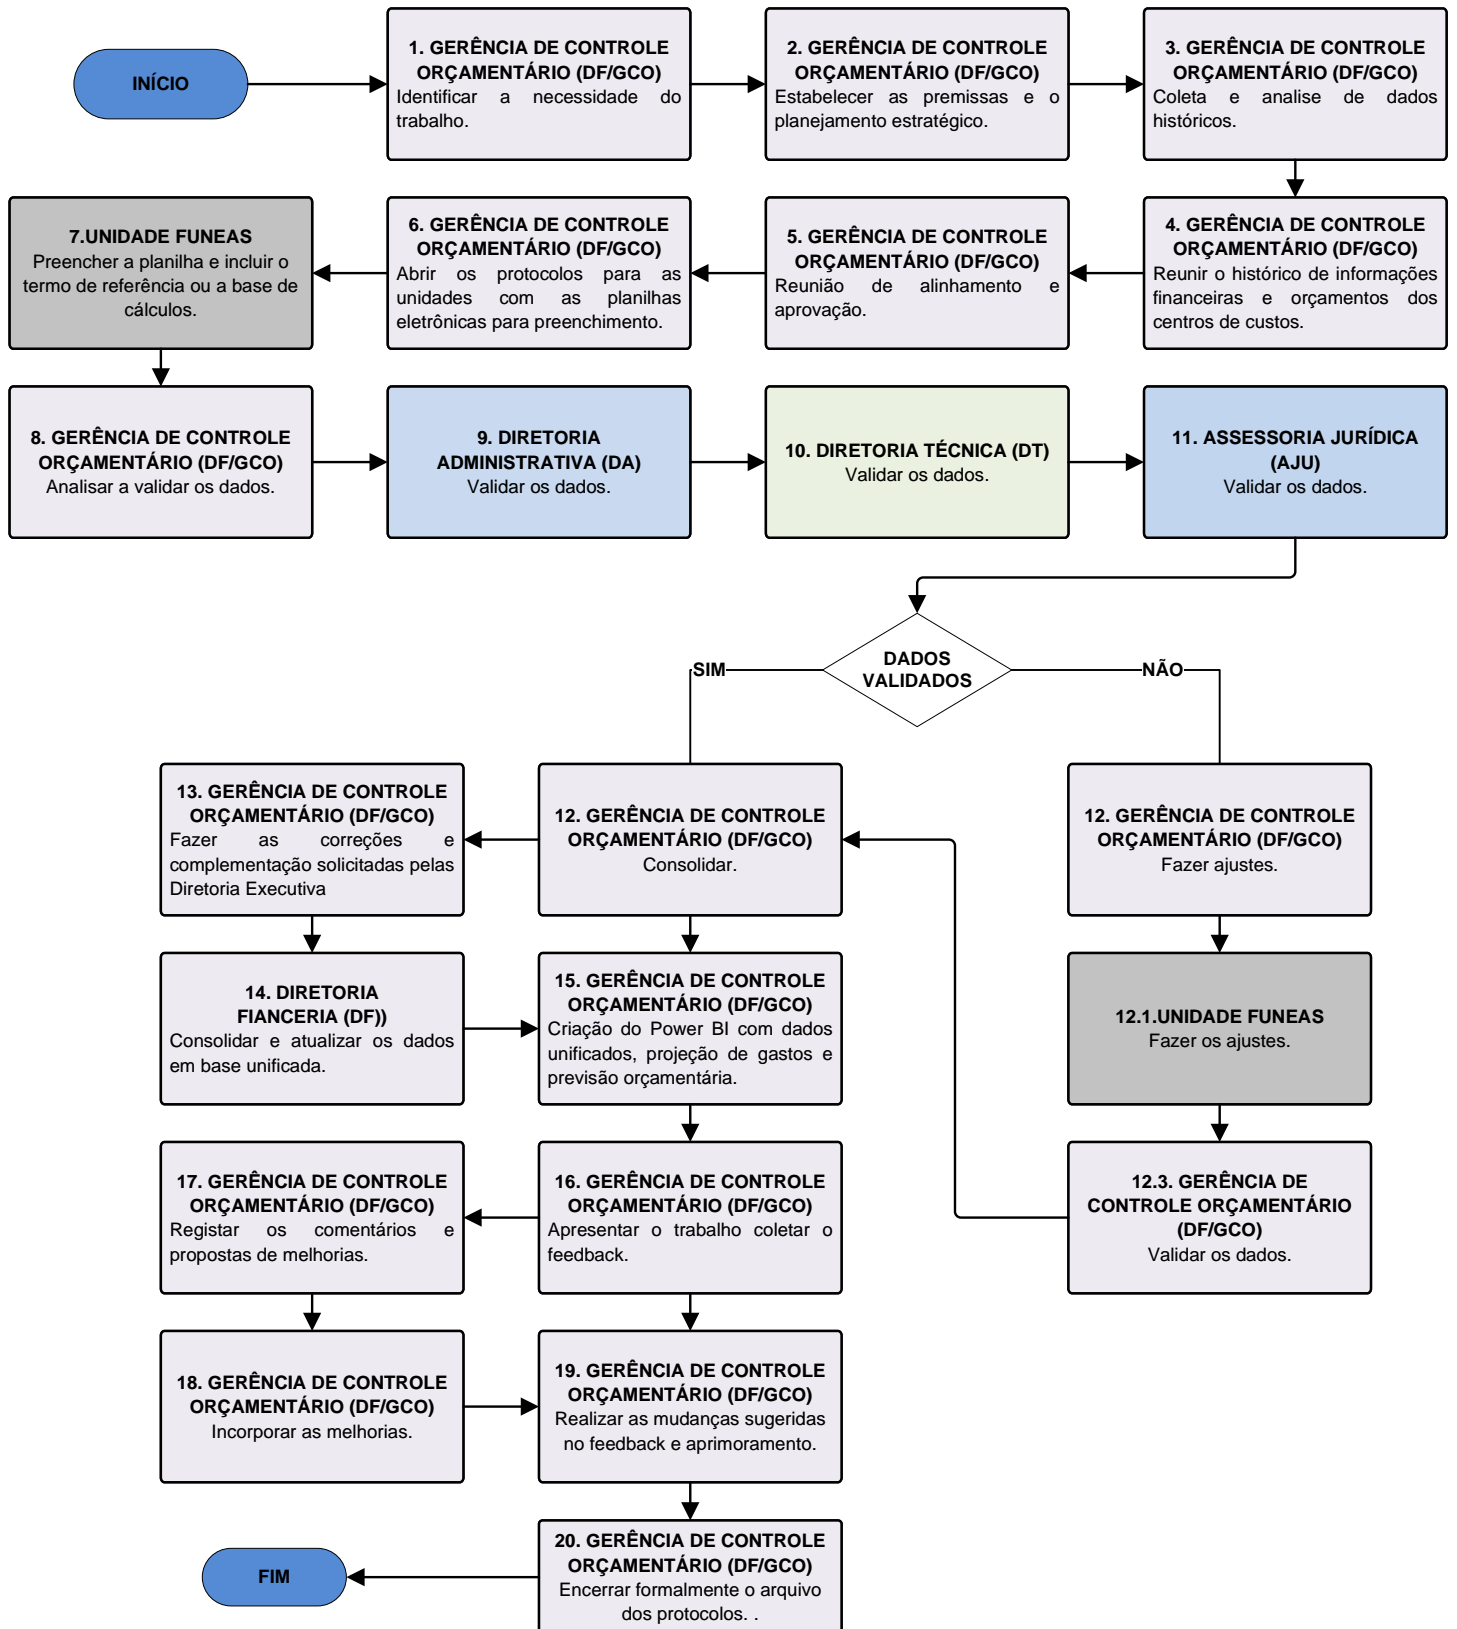 INÍCIO
1. GERÊNCIA DE CONTROLE
ORÇAMENTÁRIO (DF/GCO)
Identificar a necessidade do
trabalho.
2. GERÊNCIA DE CONTROLE
ORÇAMENTÁRIO (DF/GCO)
Estabelecer as premissas e o
planejamento estratégico.
3. GERÊNCIA DE CONTROLE
ORÇAMENTÁRIO (DF/GCO)
Coleta e analise de dados
históricos.
4. GERÊNCIA DE CONTROLE
ORÇAMENTÁRIO (DF/GCO)
Reunir o histórico de informações
financeiras e orçamentos dos
centros de custos.
5. GERÊNCIA DE CONTROLE
ORÇAMENTÁRIO (DF/GCO)
Reunião de alinhamento e
aprovação.
6. GERÊNCIA DE CONTROLE
ORÇAMENTÁRIO (DF/GCO)
Abrir os protocolos para as
unidades com as planilhas
eletrônicas para preenchimento.
7.UNIDADE FUNEAS
Preencher a planilha e incluir o
termo de referência ou a base de
cálculos.
8. GERÊNCIA DE CONTROLE
ORÇAMENTÁRIO (DF/GCO)
Analisar a validar os dados.
9. DIRETORIA
ADMINISTRATIVA (DA)
Validar os dados.
10. DIRETORIA TÉCNICA (DT)
Validar os dados.
11. ASSESSORIA JURÍDICA
(AJU)
Validar os dados.
DADOS
VALIDADOS
SIM
NÃO
12. GERÊNCIA DE CONTROLE
ORÇAMENTÁRIO (DF/GCO)
Consolidar.
12. GERÊNCIA DE CONTROLE
ORÇAMENTÁRIO (DF/GCO)
Fazer ajustes.
12.1.UNIDADE FUNEAS
Fazer os ajustes.
12.3. GERÊNCIA DE
CONTROLE ORÇAMENTÁRIO
(DF/GCO)
Validar os dados.
13. GERÊNCIA DE CONTROLE
ORÇAMENTÁRIO (DF/GCO)
Fazer as correções e
complementação solicitadas pelas
Diretoria Executiva
14. DIRETORIA
FIANCERIA (DF))
Consolidar e atualizar os dados
em base unificada.
15. GERÊNCIA DE CONTROLE
ORÇAMENTÁRIO (DF/GCO)
Criação do Power BI com dados
unificados, projeção de gastos e
previsão orçamentária.
16. GERÊNCIA DE CONTROLE
ORÇAMENTÁRIO (DF/GCO)
Apresentar o trabalho coletar o
feedback.
17. GERÊNCIA DE CONTROLE
ORÇAMENTÁRIO (DF/GCO)
Registar os comentários e
propostas de melhorias.
18. GERÊNCIA DE CONTROLE
ORÇAMENTÁRIO (DF/GCO)
Incorporar as melhorias.
19. GERÊNCIA DE CONTROLE
ORÇAMENTÁRIO (DF/GCO)
Realizar as mudanças sugeridas
no feedback e aprimoramento.
20. GERÊNCIA DE CONTROLE
ORÇAMENTÁRIO (DF/GCO)
Encerrar formalmente o arquivo
dos protocolos. .
FIM